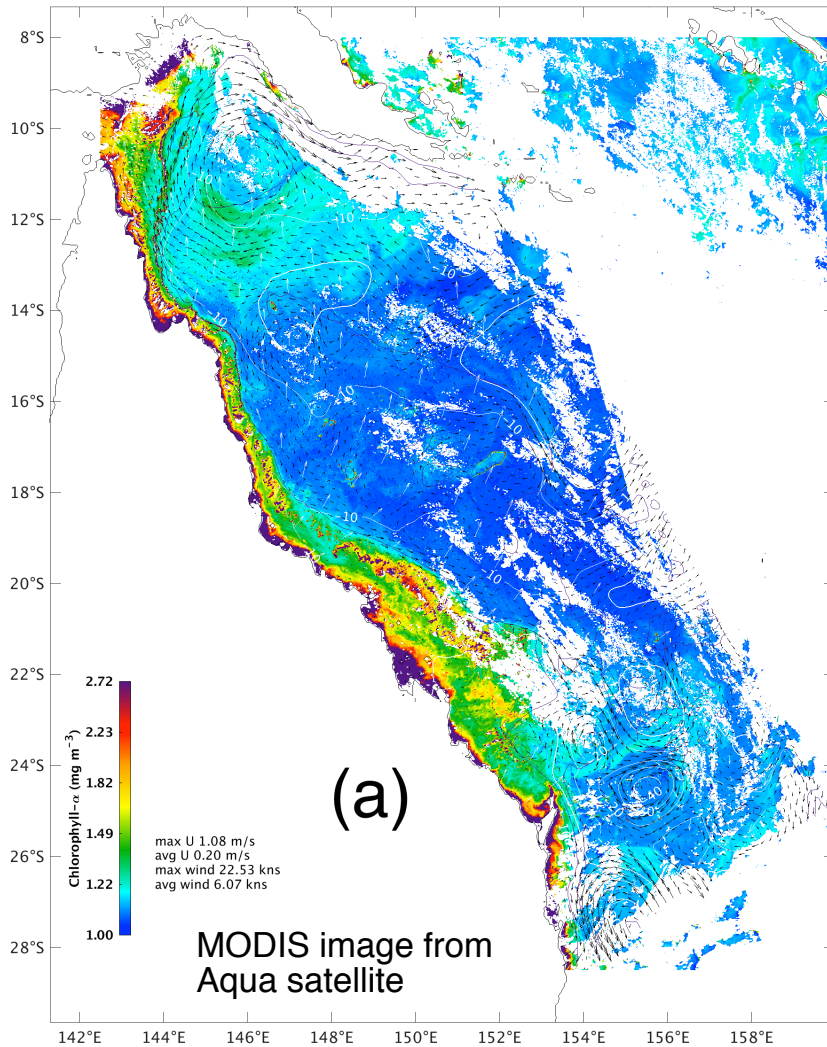 8°S
10°S
12°S
14°S
16°S
18°S
20°S
22°S
24°S
26°S
28°S
-10
-10
-10
-10
-10
-10
-10
-10
Chlorophyll-α (mg m⁻³)
2.72
2.23
1.82
1.49
1.22
1.00
max U 1.08 m/s
avg U 0.20 m/s
max wind 22.53 kns
avg wind 6.07 kns
(a)
MODIS image from
Aqua satellite
142°E
144°E
146°E
148°E
150°E
152°E
154°E
156°E
158°E